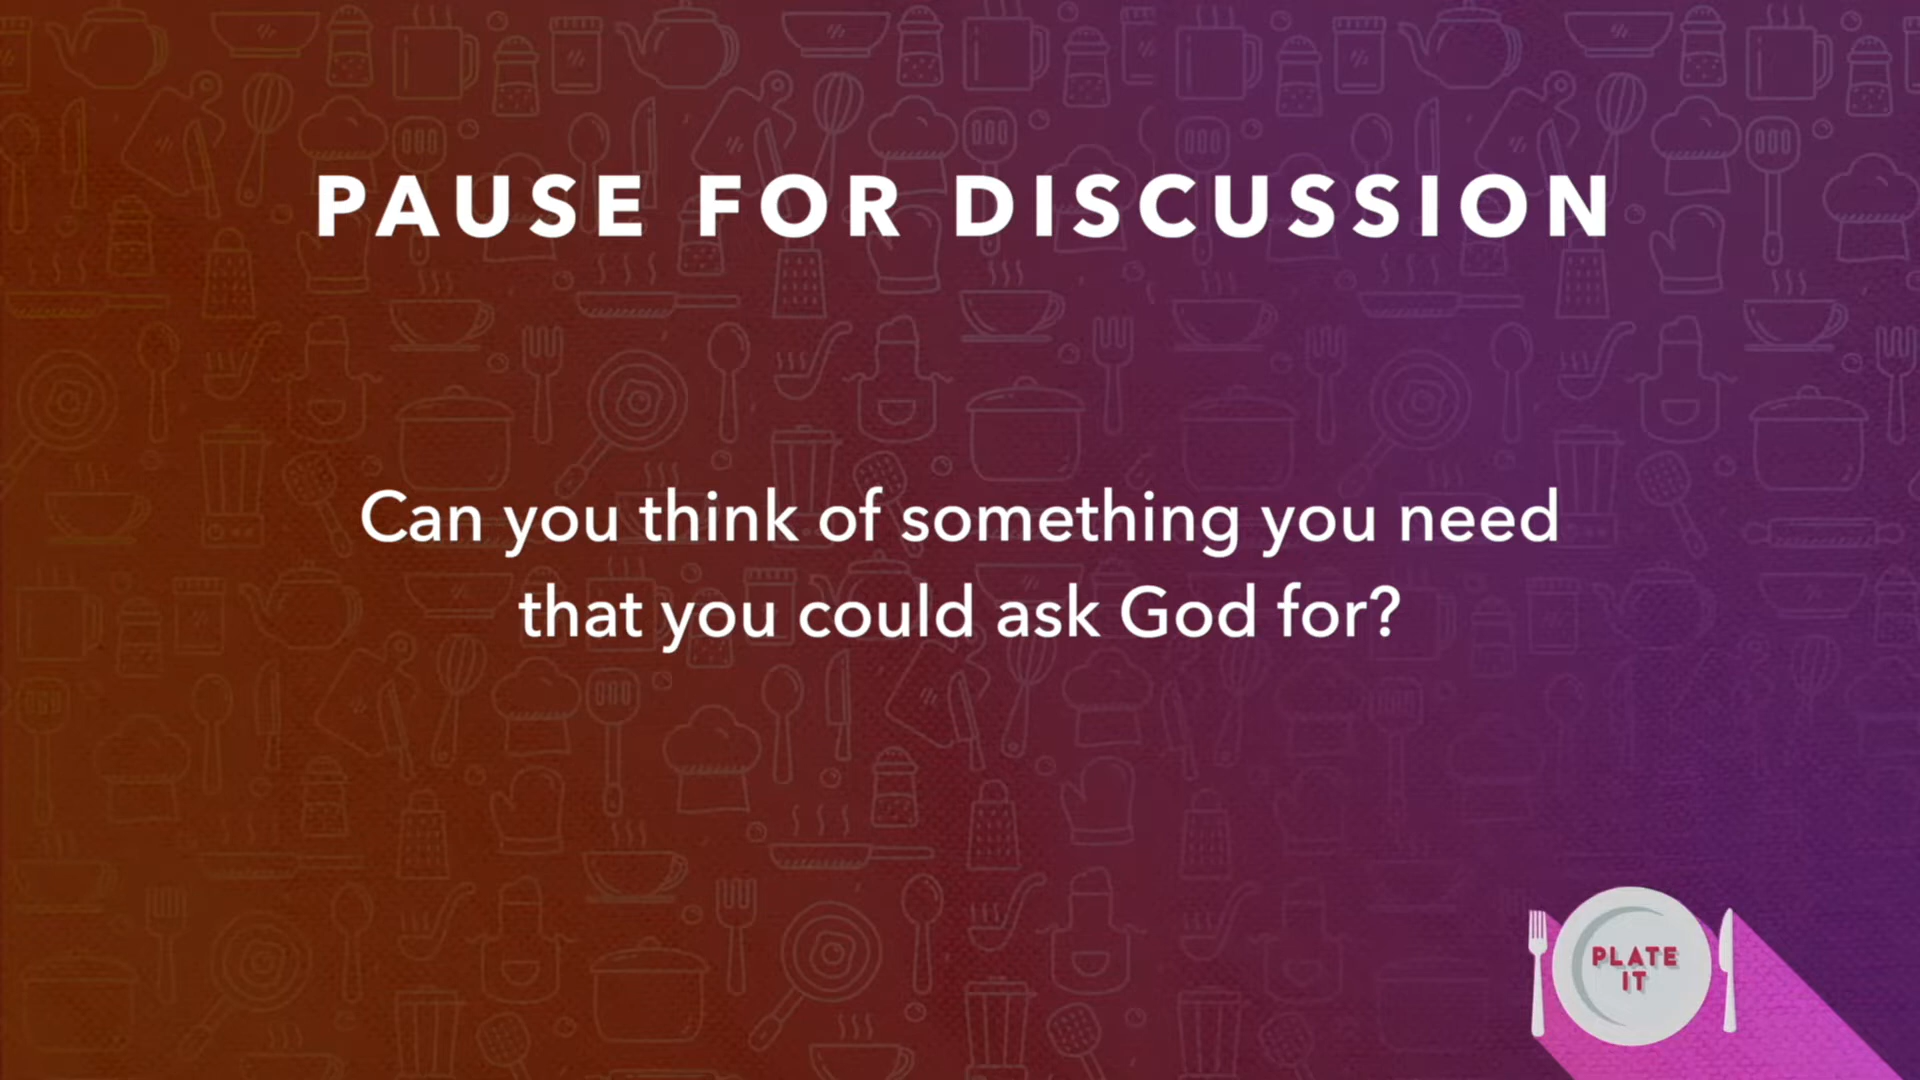 PAUSE FOR DISCUSSION
Can you think of something you need
that you could ask God for?
PLATE
IT